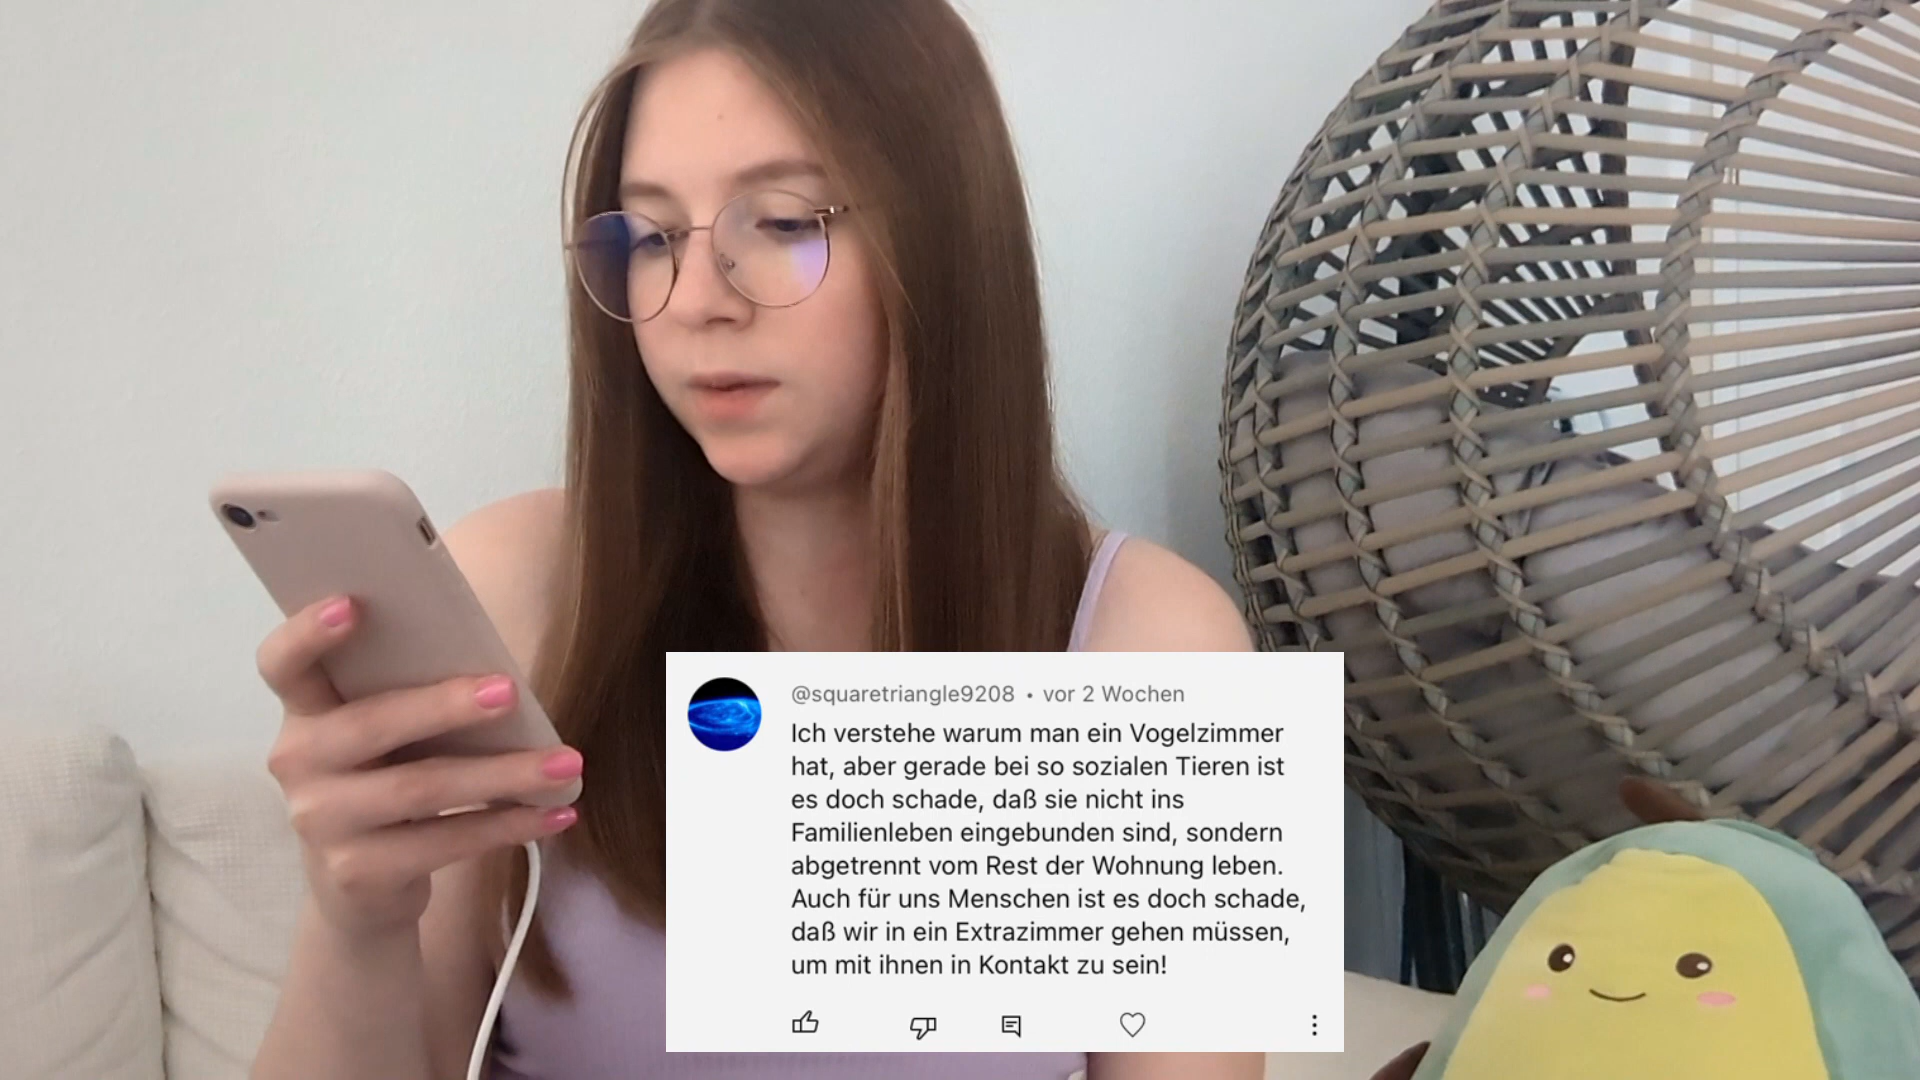 @squaretriangle9208 • vor 2 Wochen
Ich verstehe warum man ein Vogelzimmer
hat, aber gerade bei so sozialen Tieren ist
es doch schade, daß sie nicht ins
Familienleben eingebunden sind, sondern
abgetrennt vom Rest der Wohnung leben.
Auch für uns Menschen ist es doch schade,
daß wir in ein Extrazimmer gehen müssen,
um mit ihnen in Kontakt zu sein!